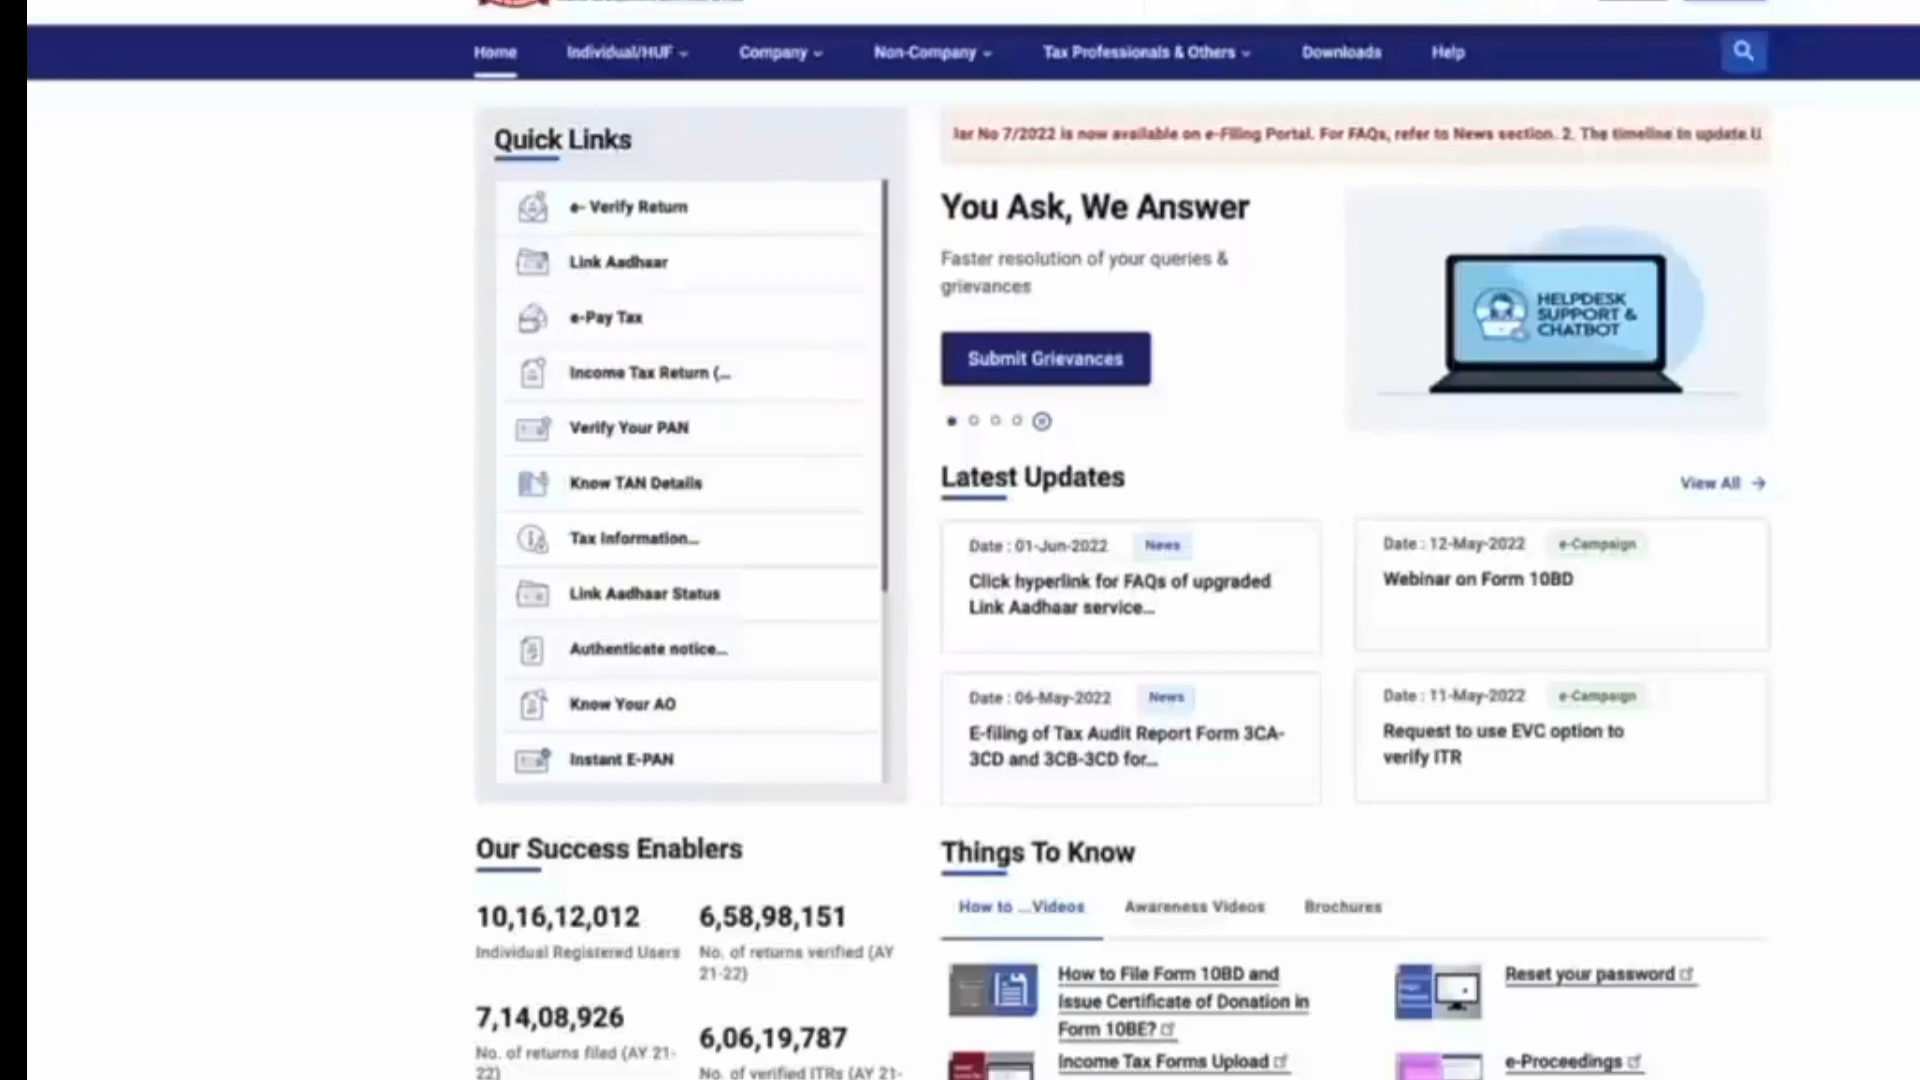 Home Individual/HUF Company Non-Company Tax Professionals & Others Downloads Help
Quick Links
e- Verify Return
Link Aadhaar
e-Pay Tax
Income Tax Return (...
Verify Your PAN
Know TAN Details
Tax Information...
Link Aadhaar Status
Authenticate notice...
Know Your AO
Instant E-PAN
lar No 7/2022 is now available on e-Filing Portal. For FAQs, refer to News section. 2. The timeline to update U
You Ask, We Answer
Faster resolution of your queries &
grievances
Submit Grievances
HELPDESK
SUPPORT &
CHATBOT
Latest Updates
View All
Date : 01-Jun-2022 News
Click hyperlink for FAQs of upgraded
Link Aadhaar service...
Date : 12-May-2022 e-Campaign
Webinar on Form 10BD
Date : 06-May-2022 News
E-filing of Tax Audit Report Form 3CA-
3CD and 3CB-3CD for...
Date : 11-May-2022 e-Campaign
Request to use EVC option to
verify ITR
Our Success Enablers
10,16,12,012
Individual Registered Users
6,58,98,151
No. of returns verified (AY
21-22)
7,14,08,926
No. of returns filed (AY 21-
22)
6,06,19,787
No. of verified ITRs (AY 21-
Things To Know
How to ...Videos Awareness Videos Brochures
How to File Form 10BD and
Issue Certificate of Donation in
Form 10BE?
Reset your password
Income Tax Forms Upload
e-Proceedings